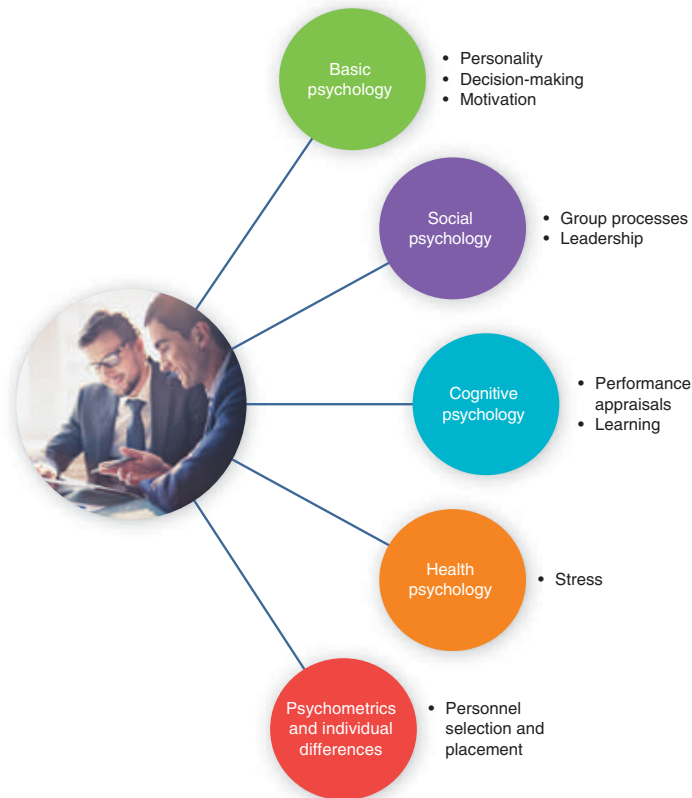 Basic
psychology
• Personality
• Decision-making
• Motivation
Social
psychology
• Group processes
• Leadership
Cognitive
psychology
• Performance
appraisals
• Learning
Health
psychology
• Stress
Psychometrics
and individual
differences
• Personnel
selection and
placement